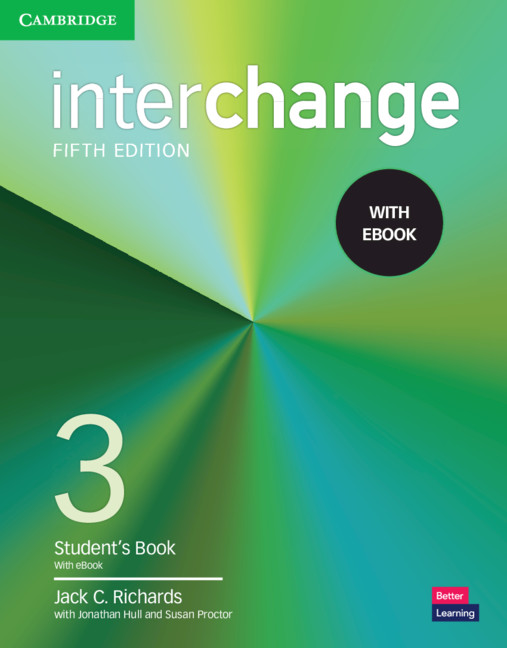 CAMBRIDGE
interchange
FIFTH EDITION
WITH
EBOOK
3
Student's Book
With eBook
Jack C. Richards
with Jonathan Hull and Susan Proctor
Better
Learning